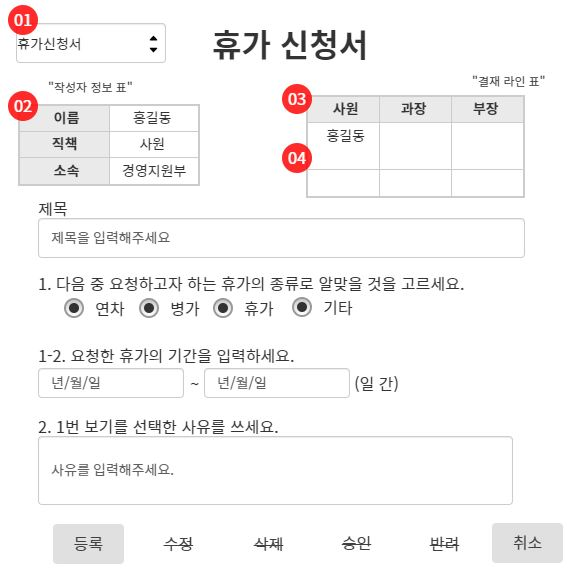 01
휴가신청서
휴가 신청서
"작성자 정보 표"
02
이름 홍길동
직책 사원
소속 경영지원부
"결재 라인 표"
03
사원 과장 부장
04
홍길동
제목
제목을 입력해주세요
1. 다음 중 요청하고자 하는 휴가의 종류로 알맞을 것을 고르세요.
연차 병가 휴가 기타
1-2. 요청한 휴가의 기간을 입력하세요.
년/월/일 ~ 년/월/일 (일 간)
2. 1번 보기를 선택한 사유를 쓰세요.
사유를 입력해주세요.
등록 수정 삭제 승인 반려 취소